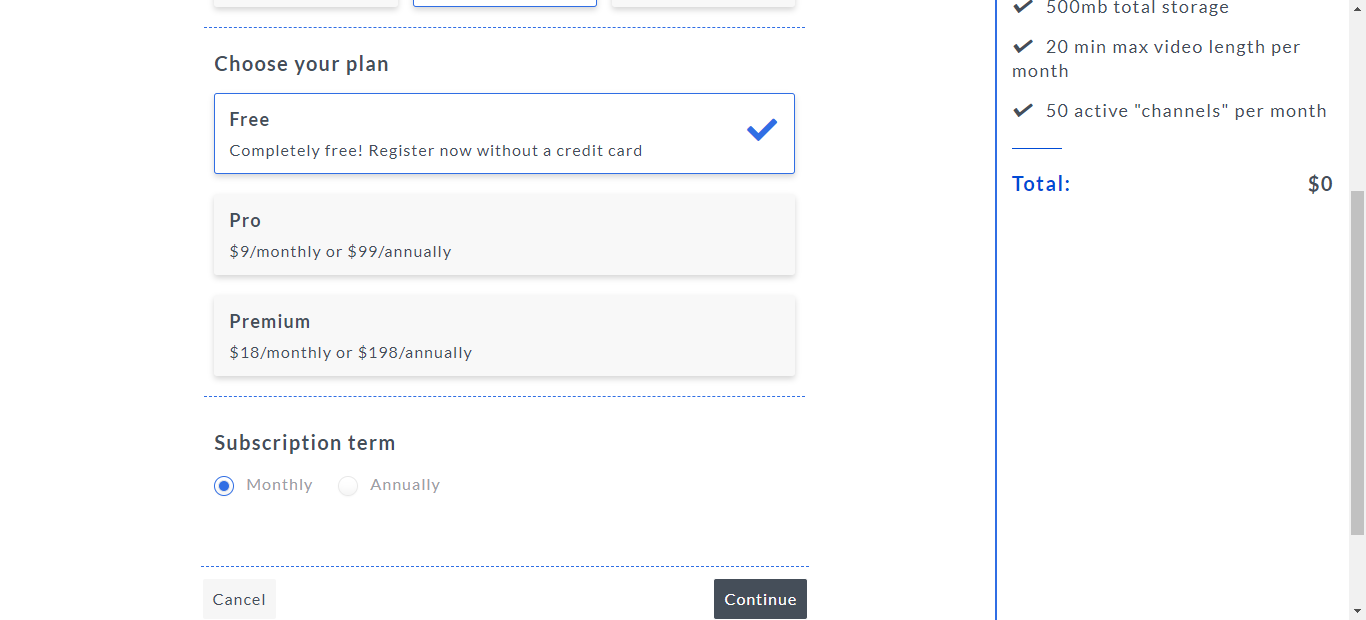 Choose your plan
Free
Completely free! Register now without a credit card
Pro
$9/monthly or $99/annually
Premium
$18/monthly or $198/annually
Subscription term
Monthly Annually
Cancel Continue
500mb total storage
20 min max video length per
month
50 active "channels" per month
Total: $0